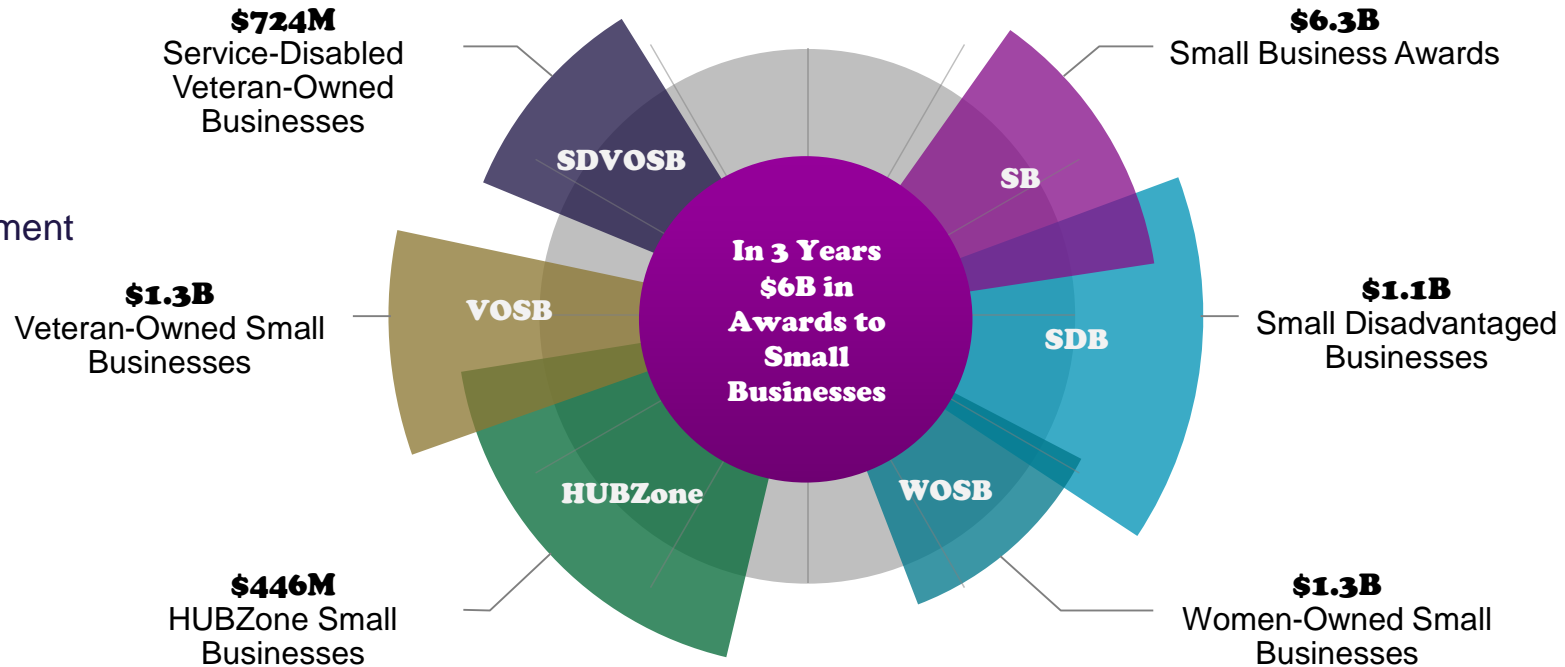 $724M
Service-Disabled
Veteran-Owned
Businesses
$6.3B
Small Business Awards
SDVOSB
SB
ment
In 3 Years
$6B in
Awards to
Small
Businesses
VOSB
$1.3B
Veteran-Owned Small
Businesses
SDB
$1.1B
Small Disadvantaged
Businesses
HUBZone
WOSB
$446M
HUBZone Small
Businesses
$1.3B
Women-Owned Small
Businesses